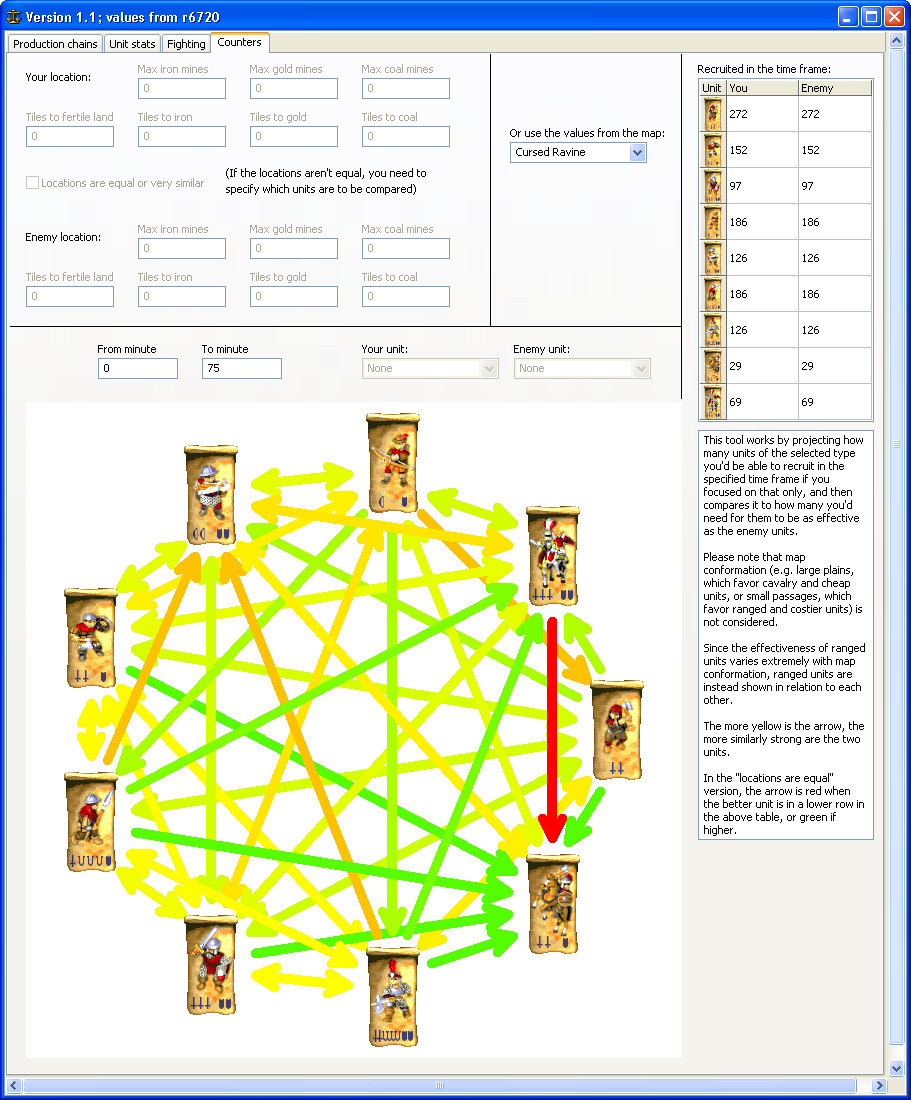 Version 1.1; values from r6720
Production chains
Unit stats
Fighting
Counters
Your location:
Max iron mines
Max gold mines
Max coal mines
0
0
0
Tiles to fertile land
Tiles to iron
Tiles to gold
Tiles to coal
0
0
0
0
Locations are equal or very similar
(If the locations aren't equal, you need to
specify which units are to be compared)
Enemy location:
Max iron mines
Max gold mines
Max coal mines
0
0
0
Tiles to fertile land
Tiles to iron
Tiles to gold
Tiles to coal
0
0
0
0
Or use the values from the map:
Cursed Ravine
From minute
To minute
Your unit:
Enemy unit:
0
75
None
None
Recruited in the time frame:
Unit You Enemy
272 272
152 152
97 97
186 186
126 126
186 186
126 126
29 29
69 69
This tool works by projecting how
many units of the selected type
you'd be able to recruit in the
specified time frame if you
focused on that only, and then
compares it to how many you'd
need for them to be as effective
as the enemy units.
Please note that map
conformation (e.g. large plains,
which favor cavalry and cheap
units, or small passages, which
favor ranged and costier units) is
not considered.
Since the effectiveness of ranged
units varies extremely with map
conformation, ranged units are
instead shown in relation to each
other.
The more yellow is the arrow, the
more similarly strong are the two
units.
In the "locations are equal"
version, the arrow is red when
the better unit is in a lower row in
the above table, or green if
higher.